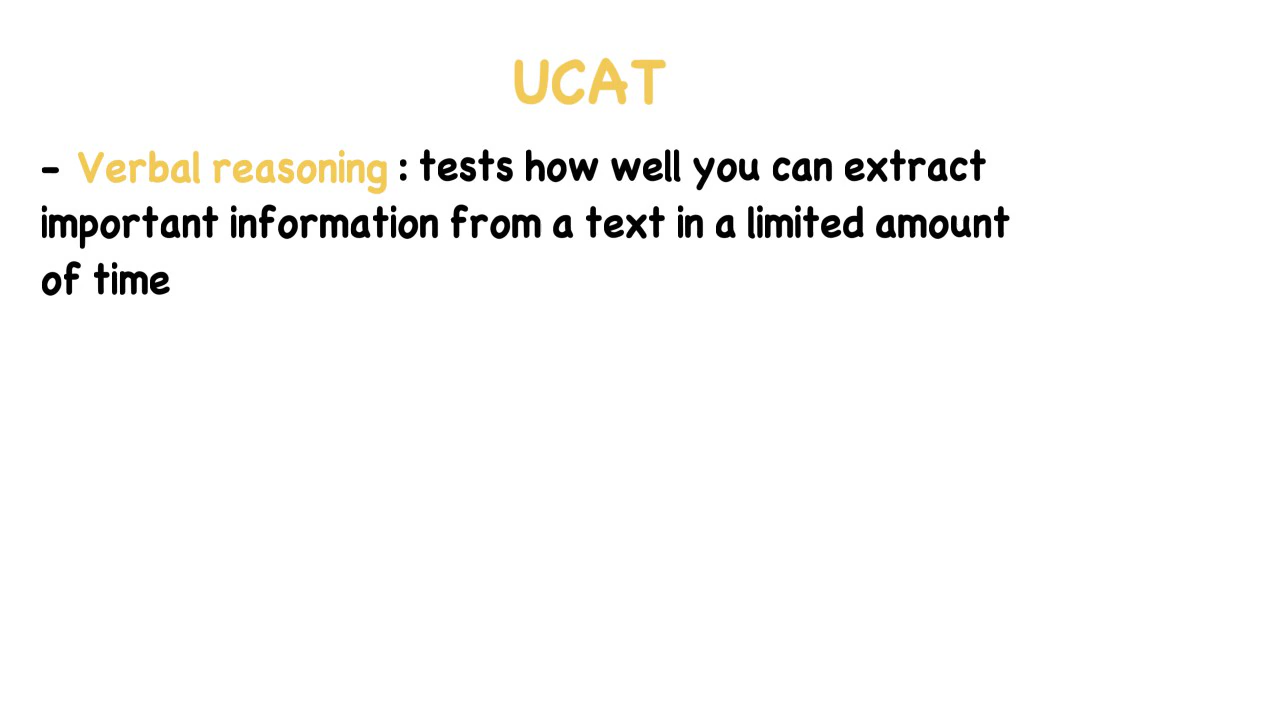 UCAT
- Verbal reasoning : tests how well you can extract
important information from a text in a limited amount
of time